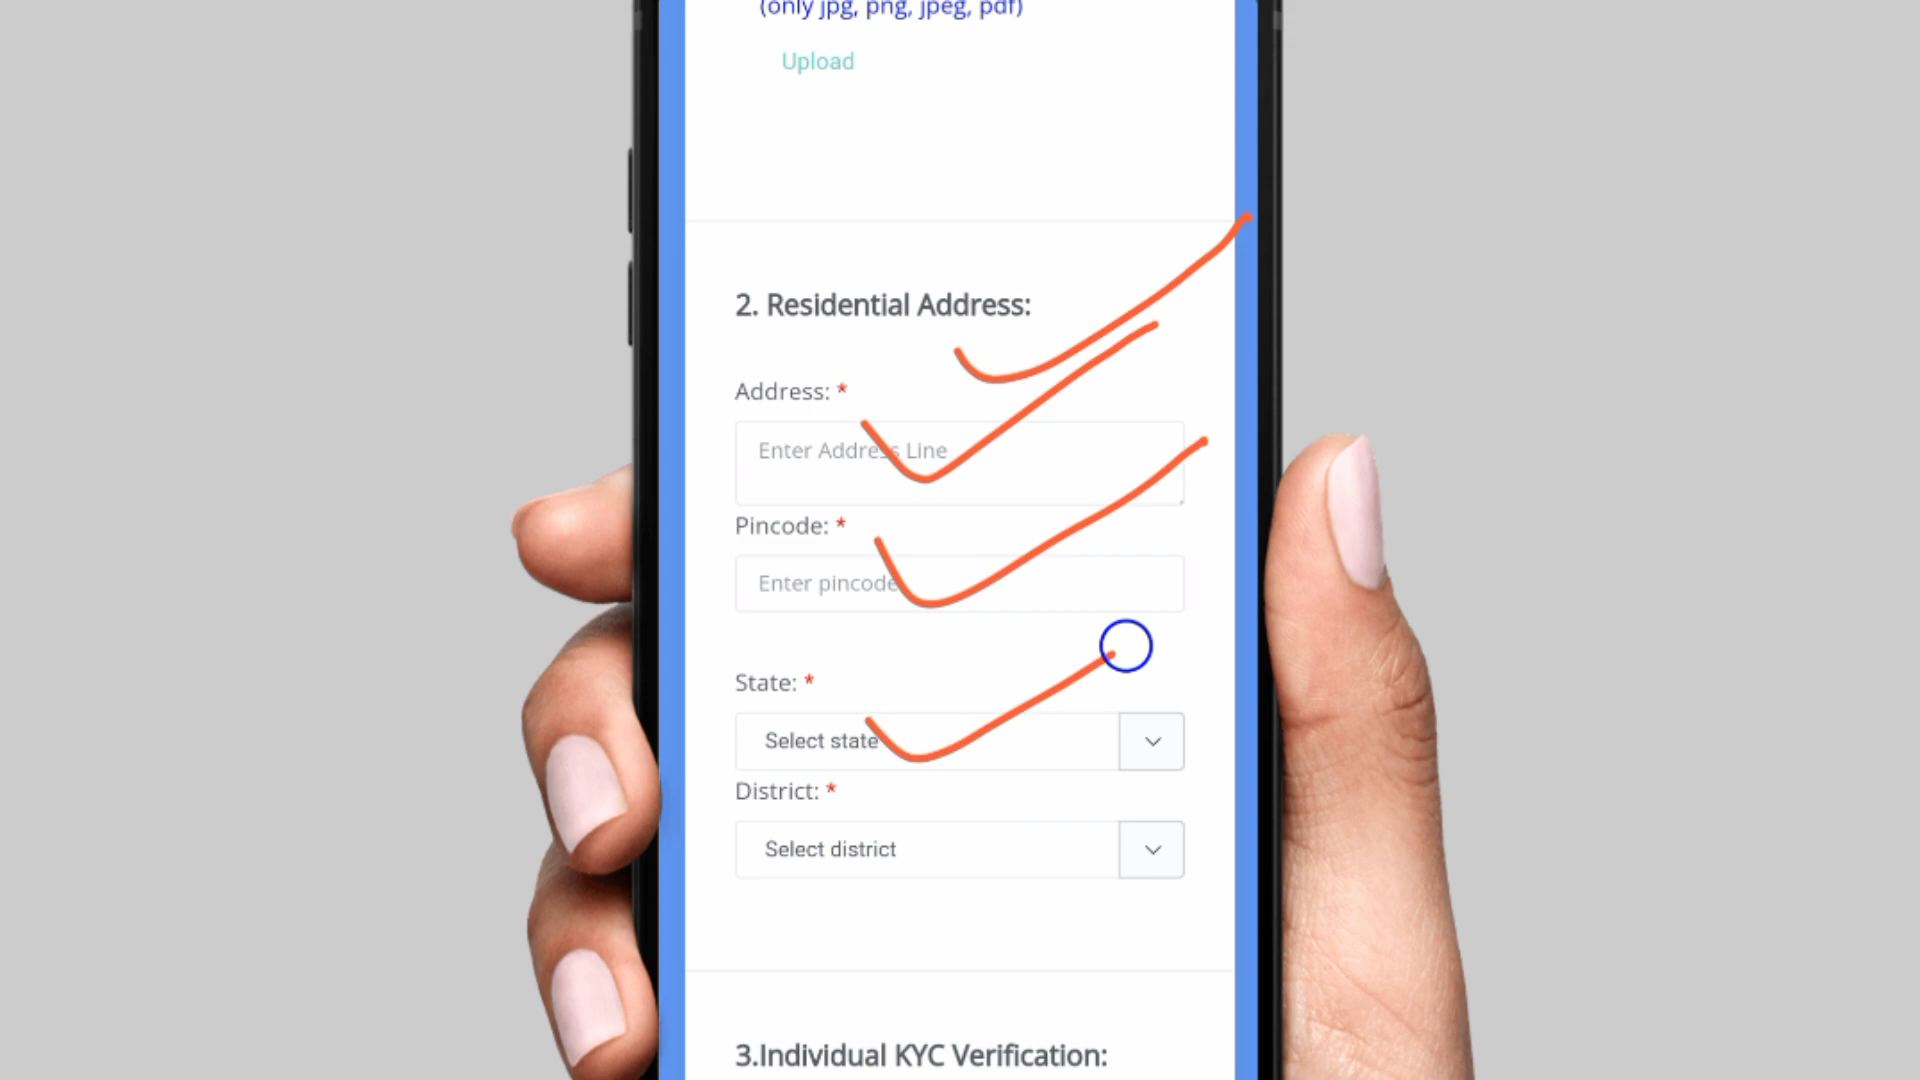 (only jpg, png, jpeg, pdf)
Upload
2. Residential Address:
Address: *
Enter Address Line
Pincode: *
Enter pincode
State: *
Select state
District: *
Select district
3.Individual KYC Verification: